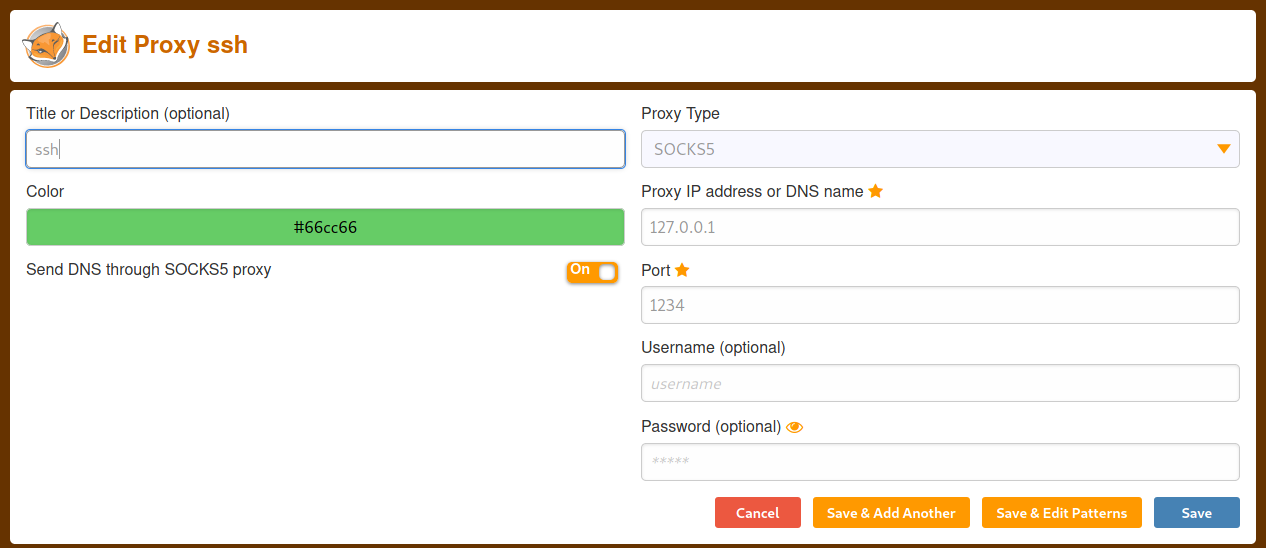 Edit Proxy ssh
Title or Description (optional)
ssh
Color
#66cc66
Send DNS through SOCKS5 proxy
On
Proxy Type
SOCKS5
Proxy IP address or DNS name
127.0.0.1
Port
1234
Username (optional)
username
Password (optional)
*****
Cancel
Save & Add Another
Save & Edit Patterns
Save